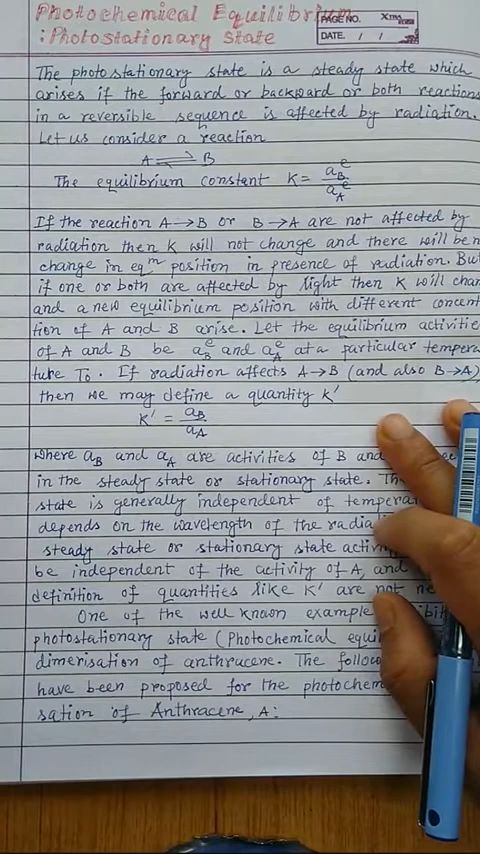 Photochemical Equilibrium
: Photostationary state
PAGE NO.
DATE. / /
The photostationary state is a steady state which
arises if the forward or backward or both reactions
in a reversible sequence is affected by radiation.
Let us consider a reaction
A ⇌ B
The equilibrium constant K = a_B^e / a_A^e
If the reaction A→B or B→A are not affected by
radiation then K will not change and there will be
change in eq^m position in presence of radiation. But
if one or both are affected by light then K will
and a new equilibrium position with different concen
tion of A and B arise. Let the equilibrium activities
of A and B be a_B^e and a_A^e at a particular tempera
ture T₀. If radiation affects A→B (and also B→A)
then we may define a quantity K'
K' = a_B / a_A
Where a_B and a_A are activities of B and
in the steady state or stationary state.
state is generally independent of
depends on the wavelength of the
steady state or stationary state
be independent of the activity of A, and
definition of quantities like K' are not
One of the well known example
photostationary state (Photochemical
dimerisation of anthracene. The
have been proposed for the
sation of Anthracene, A: